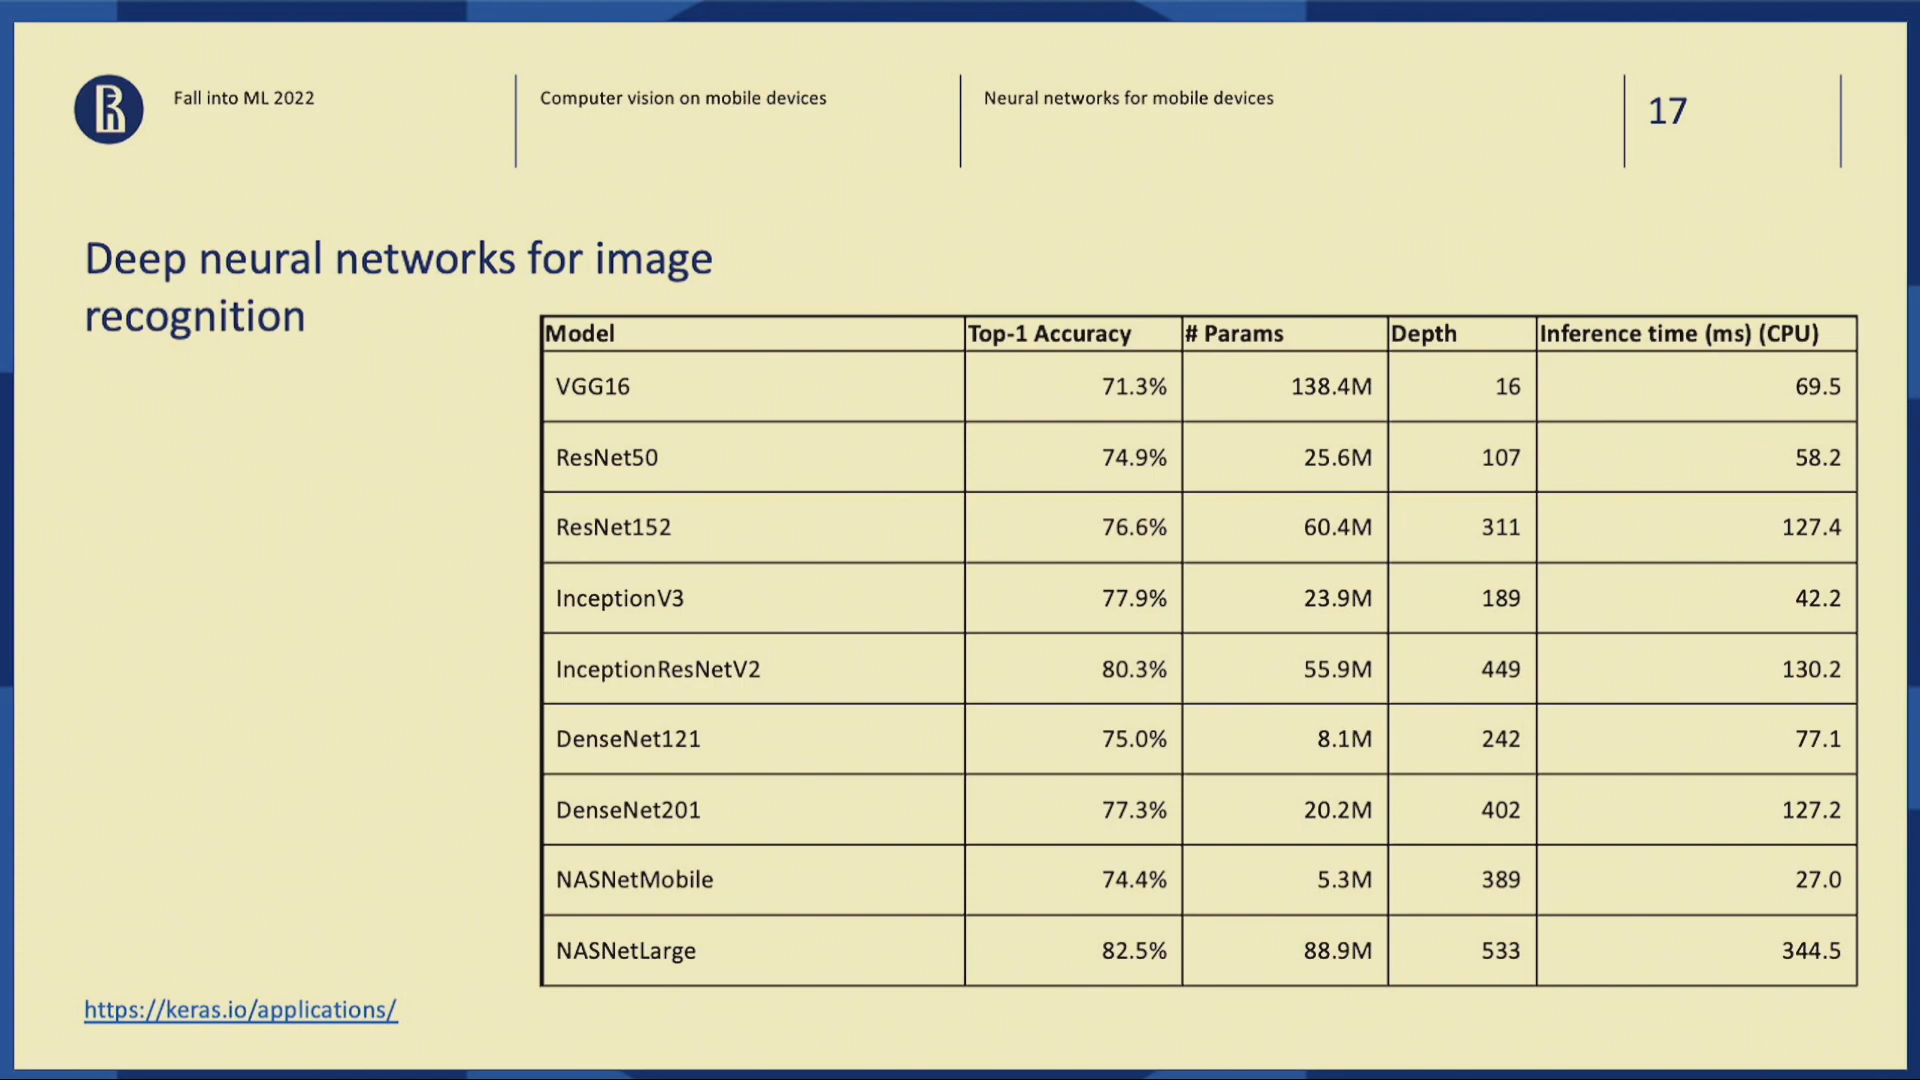 Fall into ML 2022
Computer vision on mobile devices
Neural networks for mobile devices
17
Deep neural networks for image
recognition
Model Top-1 Accuracy # Params Depth Inference time (ms) (CPU)
VGG16 71.3% 138.4M 16 69.5
ResNet50 74.9% 25.6M 107 58.2
ResNet152 76.6% 60.4M 311 127.4
InceptionV3 77.9% 23.9M 189 42.2
InceptionResNetV2 80.3% 55.9M 449 130.2
DenseNet121 75.0% 8.1M 242 77.1
DenseNet201 77.3% 20.2M 402 127.2
NASNetMobile 74.4% 5.3M 389 27.0
NASNetLarge 82.5% 88.9M 533 344.5
https://keras.io/applications/